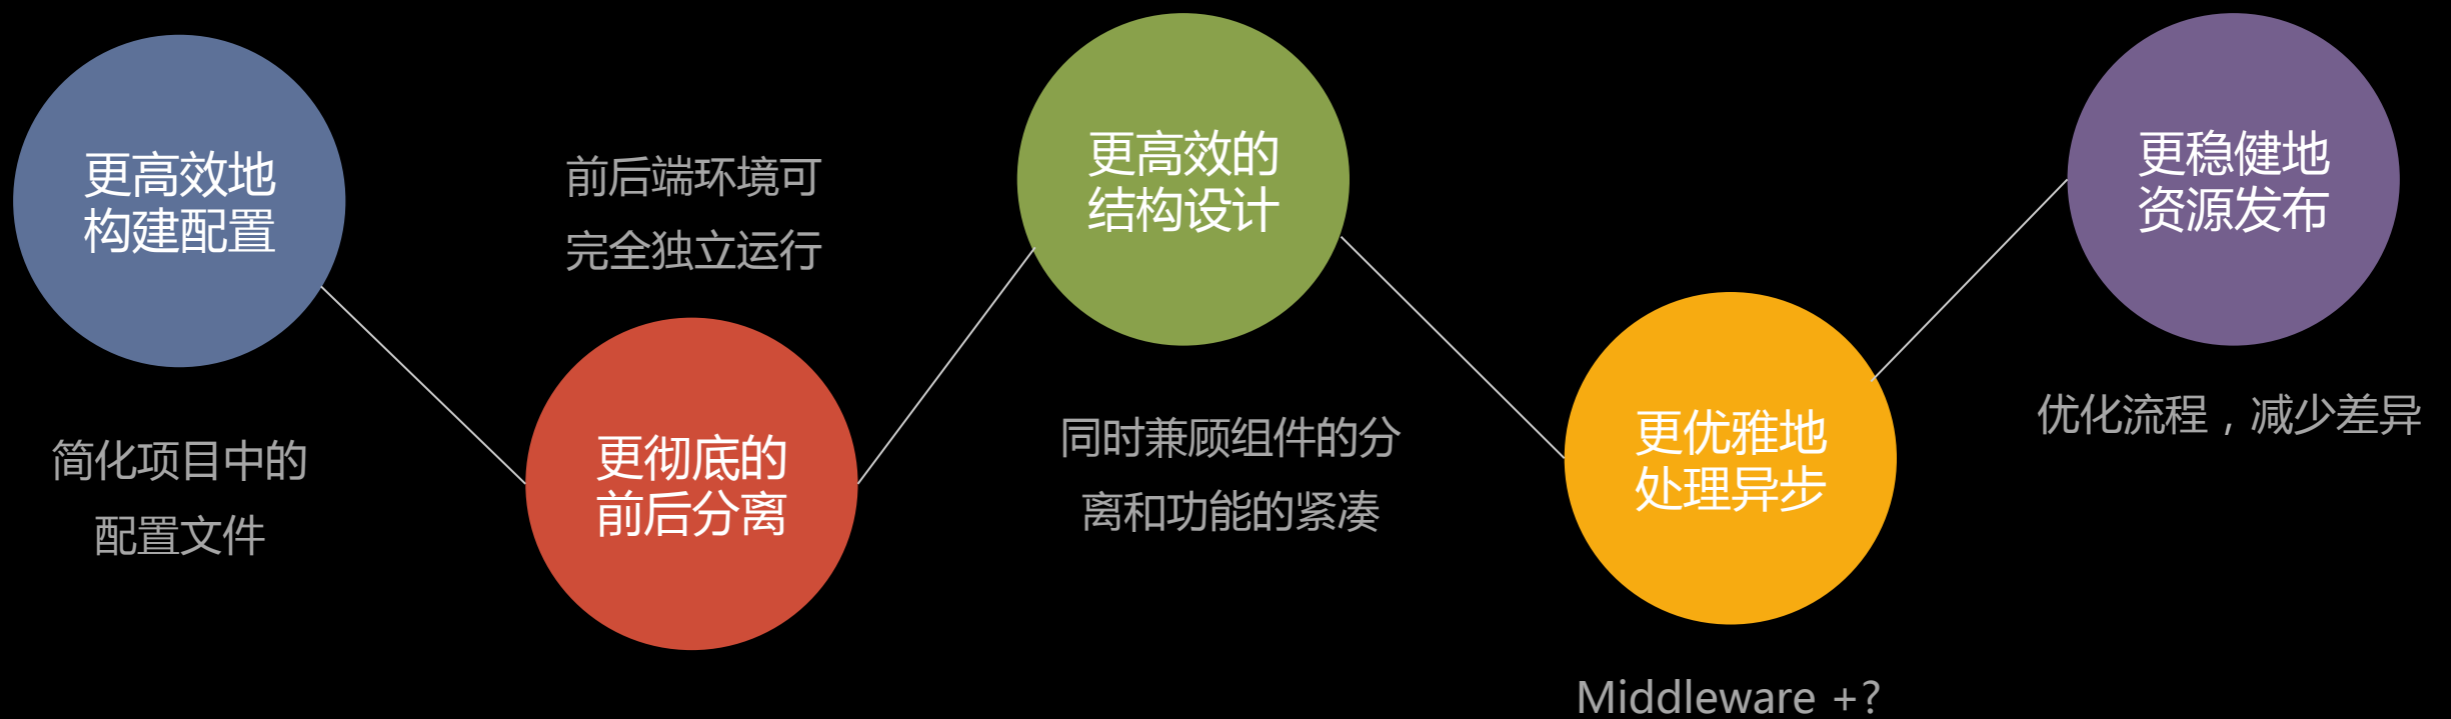 更高效地
构建配置
简化项目中的
配置文件
前后端环境可
完全独立运行
更彻底的
前后分离
更高效的
结构设计
同时兼顾组件的分
离和功能的紧凑
更优雅地
处理异步
Middleware +?
更稳健地
资源发布
优化流程，减少差异